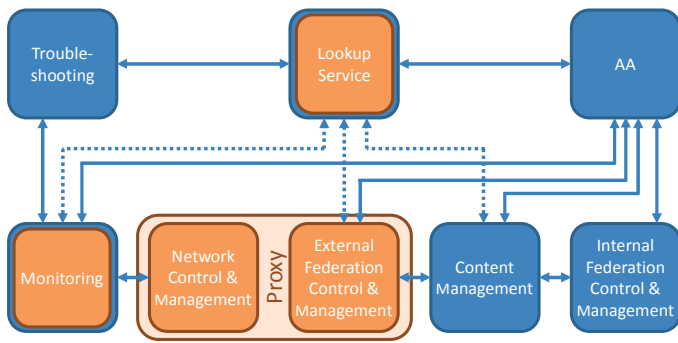 Trouble-
shooting
Lookup
Service
AA
Monitoring
Network
Control &
Management
Proxy
External
Federation
Control &
Management
Content
Management
Internal
Federation
Control &
Management